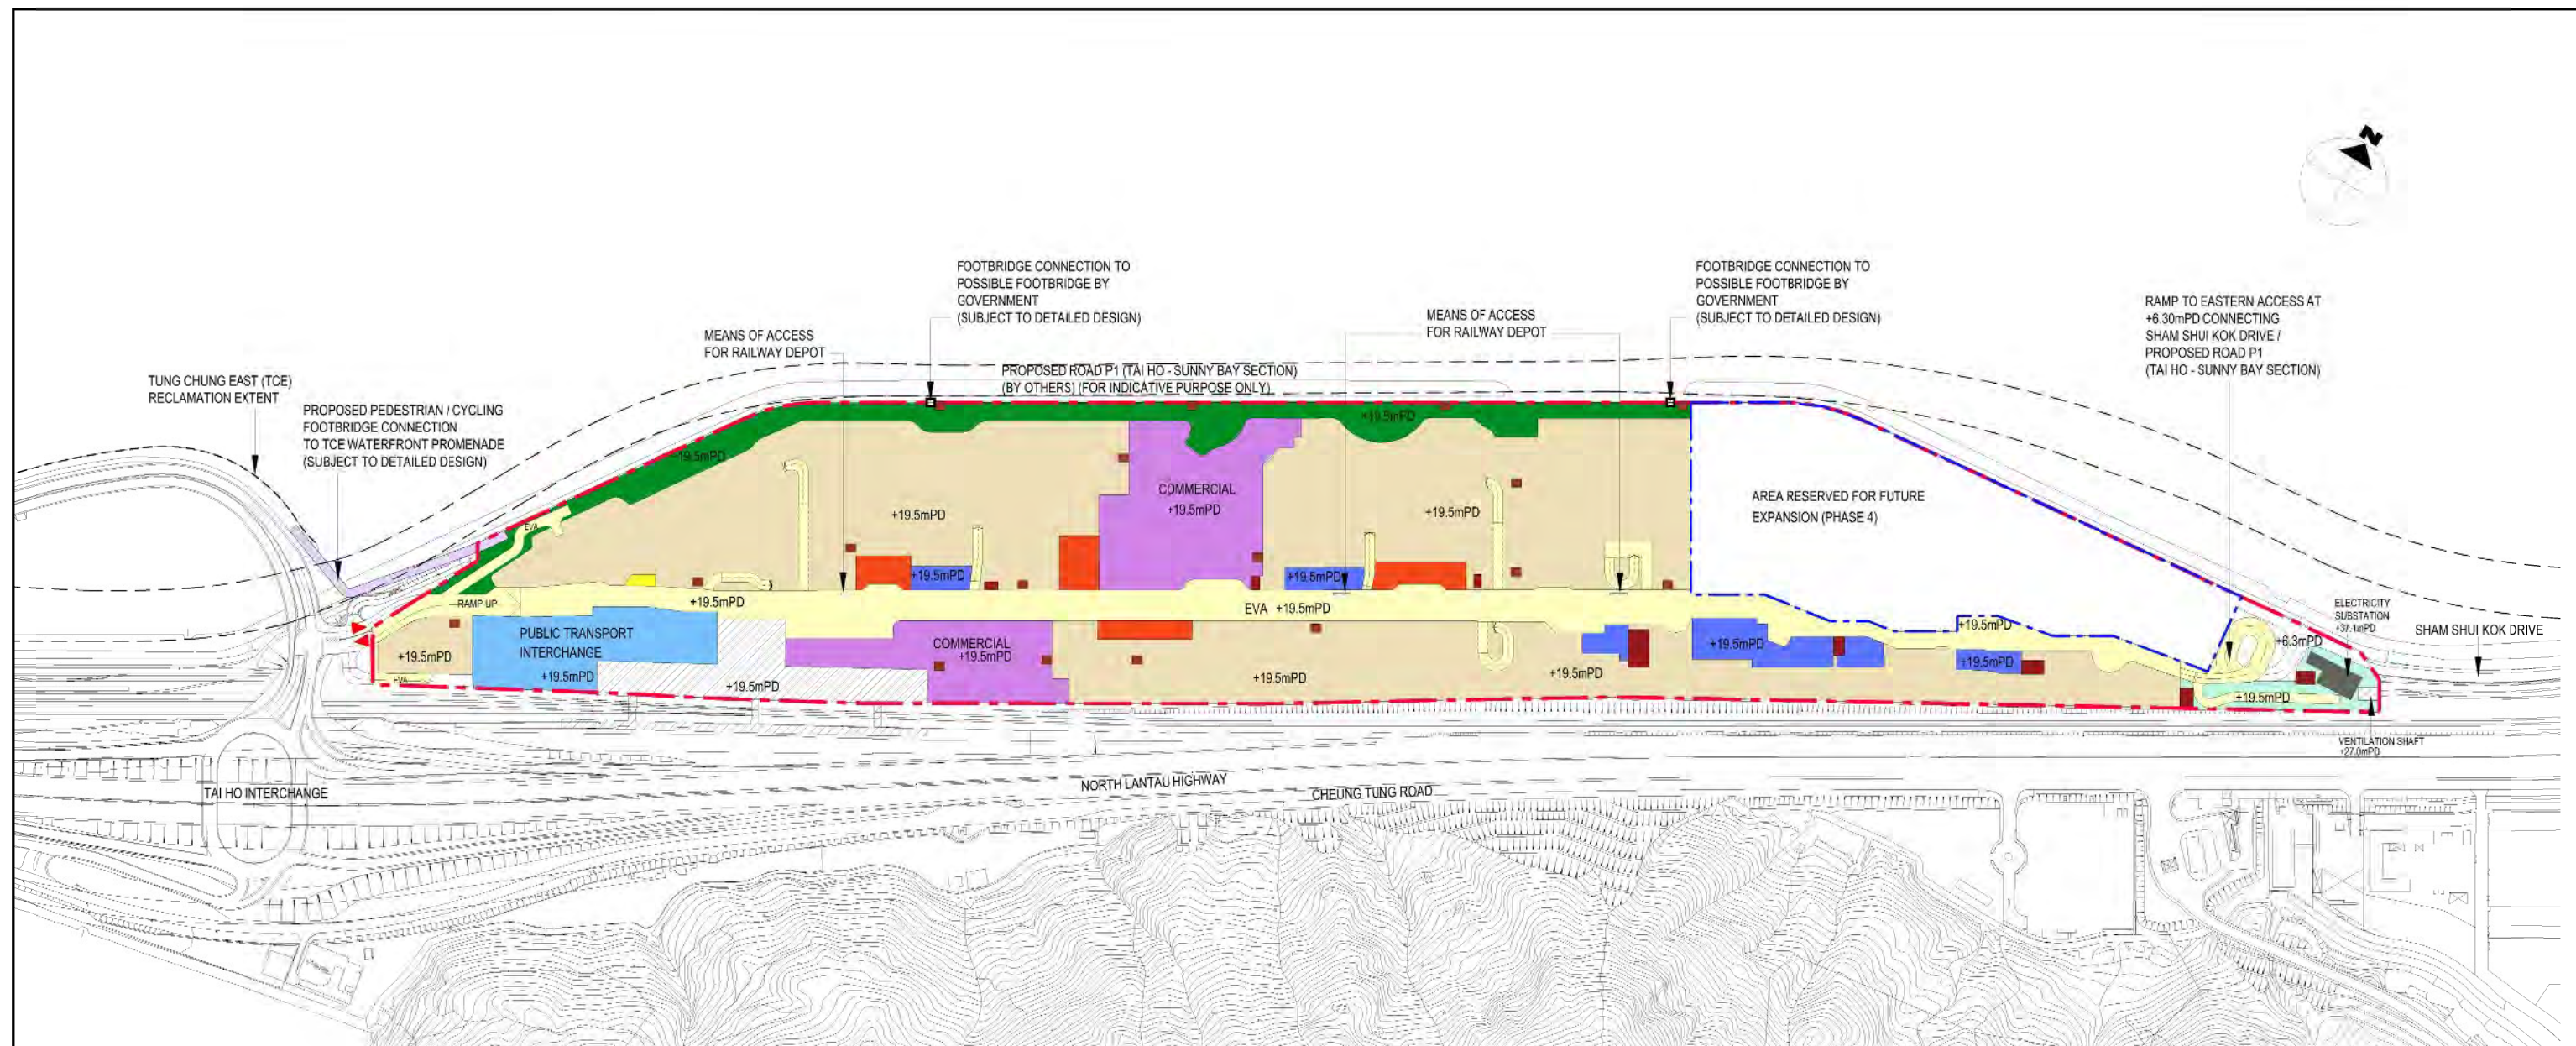 N
FOOTBRIDGE CONNECTION TO
POSSIBLE FOOTBRIDGE BY
GOVERNMENT
(SUBJECT TO DETAILED DESIGN)
FOOTBRIDGE CONNECTION TO
POSSIBLE FOOTBRIDGE BY
GOVERNMENT
(SUBJECT TO DETAILED DESIGN)
RAMP TO EASTERN ACCESS AT
+6.30mPD CONNECTING
SHAM SHUI KOK DRIVE /
PROPOSED ROAD P1
(TAI HO - SUNNY BAY SECTION)
MEANS OF ACCESS
FOR RAILWAY DEPOT
MEANS OF ACCESS
FOR RAILWAY DEPOT
PROPOSED ROAD P1 (TAI HO - SUNNY BAY SECTION)
(BY OTHERS) (FOR INDICATIVE PURPOSE ONLY)
TUNG CHUNG EAST (TCE)
RECLAMATION EXTENT
PROPOSED PEDESTRIAN / CYCLING
FOOTBRIDGE CONNECTION
TO TCE WATERFRONT PROMENADE
(SUBJECT TO DETAILED DESIGN)
+19.5mPD
+19.5mPD
COMMERCIAL
+19.5mPD
AREA RESERVED FOR FUTURE
EXPANSION (PHASE 4)
+19.5mPD
+19.5mPD
EVA
+19.5mPD
+19.5mPD
RAMP UP
+19.5mPD
EVA +19.5mPD
ELECTRICITY
SUBSTATION
+37.1mPD
+19.5mPD
SHAM SHUI KOK DRIVE
PUBLIC TRANSPORT
INTERCHANGE
+19.5mPD
COMMERCIAL
+19.5mPD
+19.5mPD
+6.3mPD
+19.5mPD
+19.5mPD
+19.5mPD
EVA
+19.5mPD
+19.5mPD
+19.5mPD
+19.5mPD
VENTILATION SHAFT
+27.0mPD
TAI HO INTERCHANGE
NORTH LANTAU HIGHWAY
CHEUNG TUNG ROAD